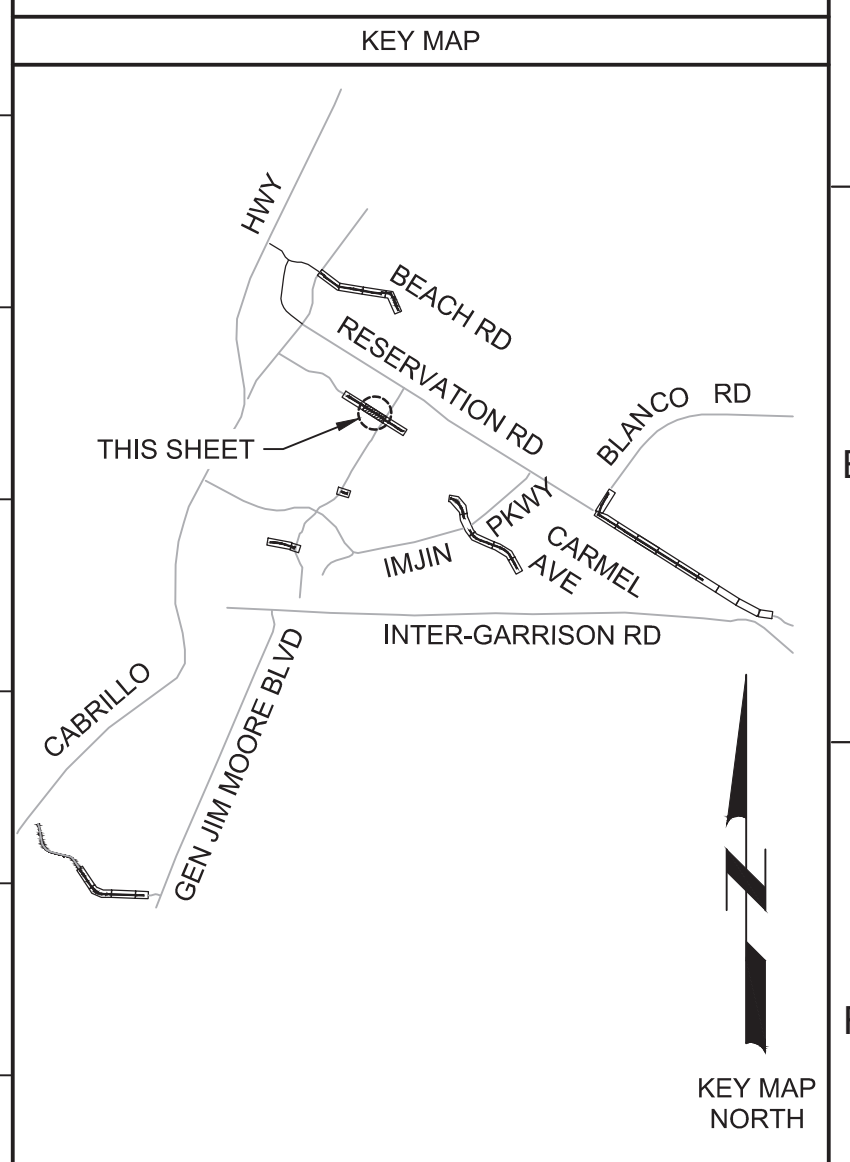 KEY MAP
HWY
BEACH RD
RESERVATION RD
BLANCO RD
THIS SHEET
PKWY
IMJIN
CARMEL
AVE
INTER-GARRISON RD
CABRILLO
GEN JIM MOORE BLVD
KEY MAP
NORTH